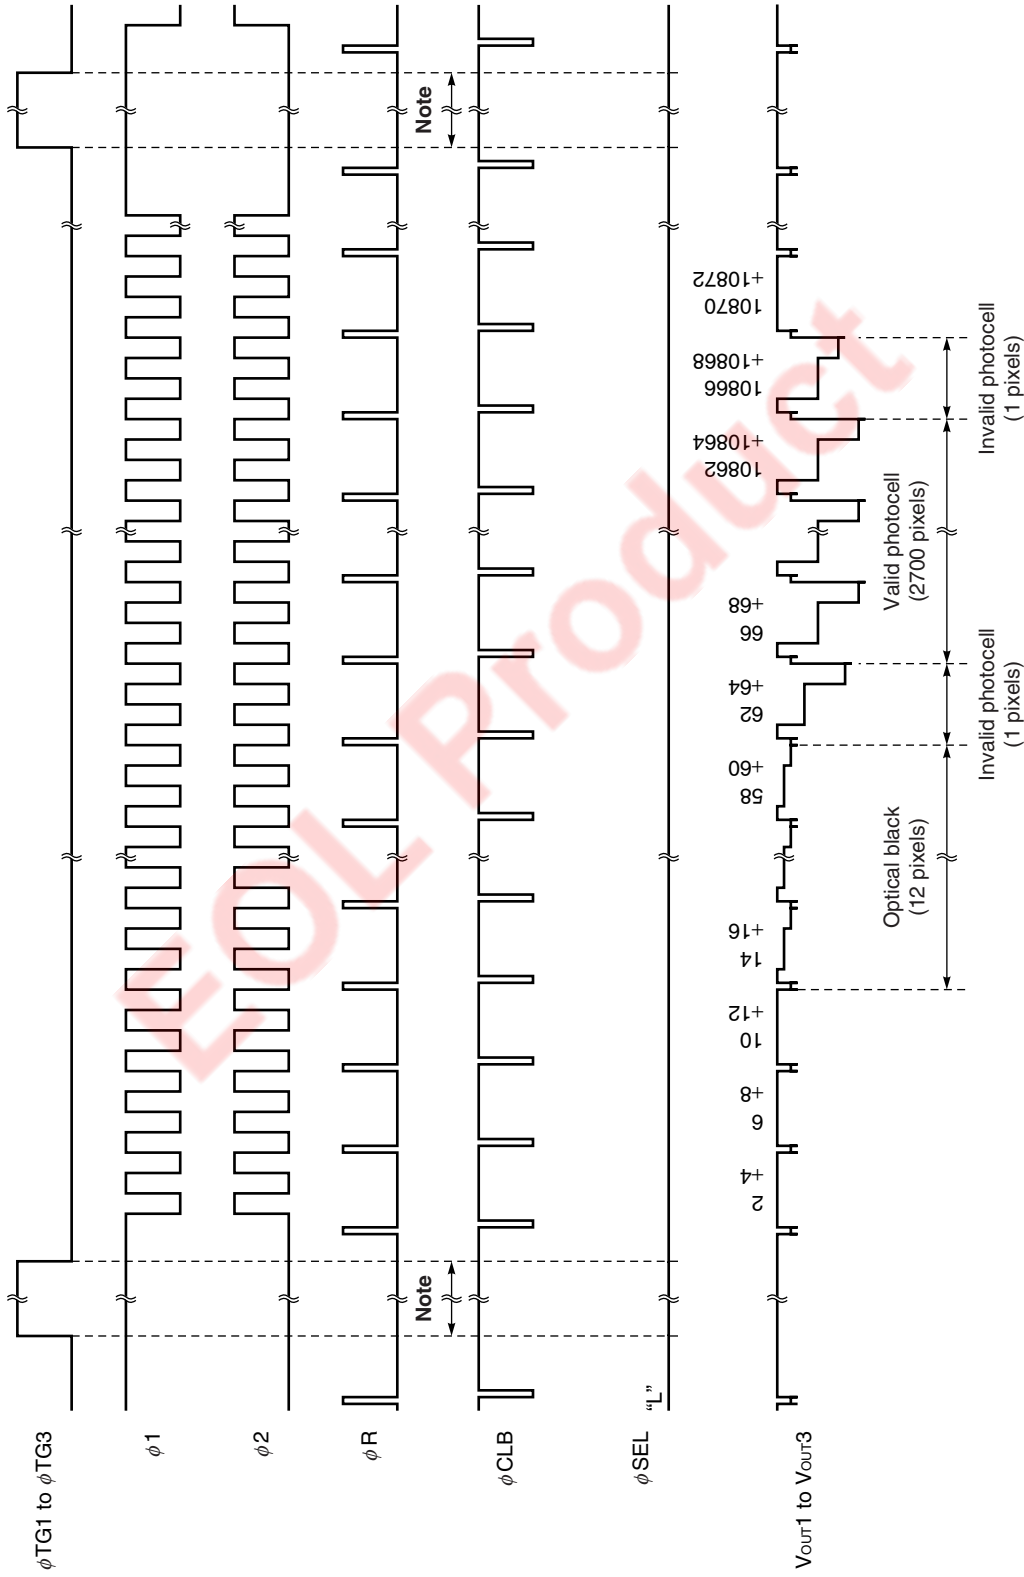 φTG1 to φTG3
φ1
φ2
φR
φCLB
φSEL
"L"
VOUT1 to VOUT3
Note
Note
2
+4
6
+8
10
+12
14
+16
58
+60
62
+64
66
+68
10862
+10864
10866
+10868
10870
+10872
Optical black
(12 pixels)
Invalid photocell
(1 pixels)
Valid photocell
(2700 pixels)
Invalid photocell
(1 pixels)
EOL Product